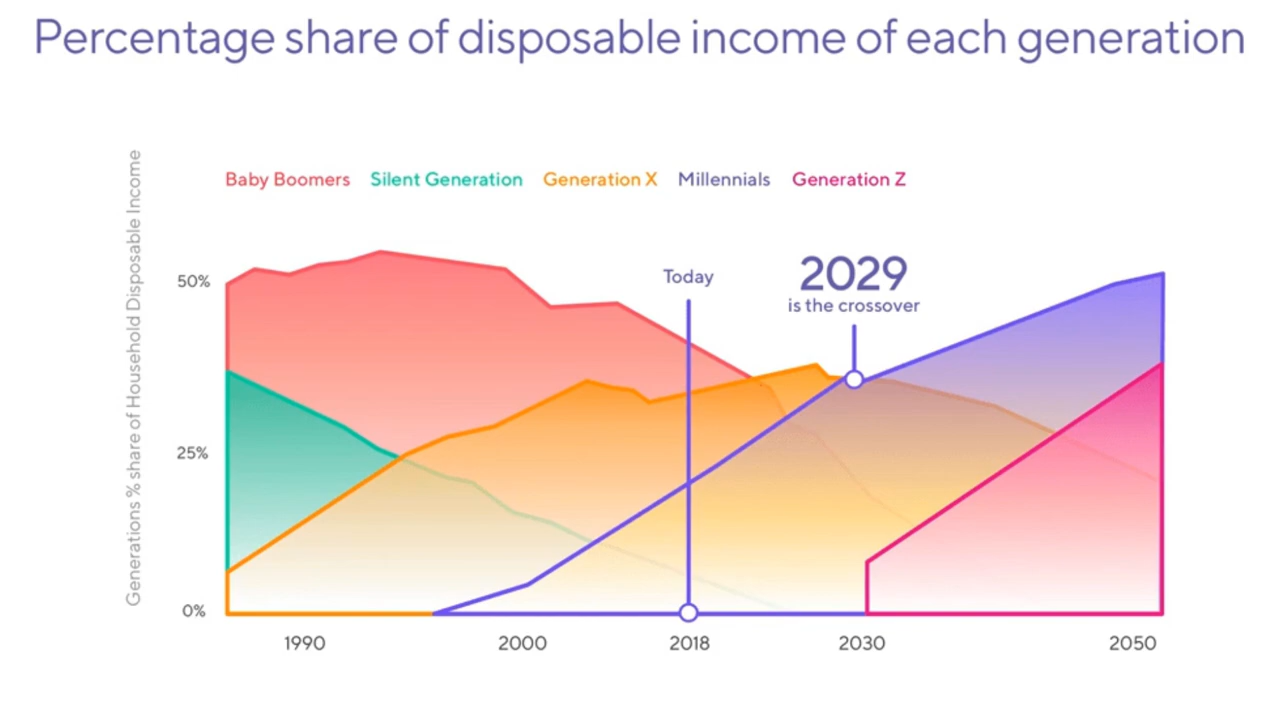 Percentage share of disposable income of each generation
Generations % share of Household Disposable Income
Baby Boomers Silent Generation Generation X Millennials Generation Z
50%
25%
0%
Today
2029
is the crossover
1990 2000 2018 2030 2050